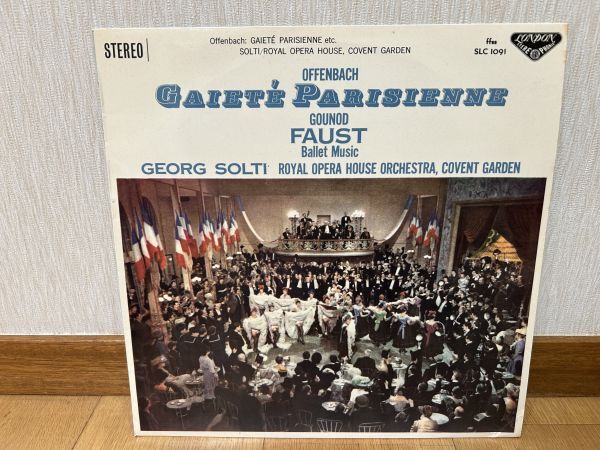 STEREO
Offenbach: GAIETÉ PARISIENNE etc.
SOLTI/ROYAL OPERA HOUSE, COVENT GARDEN
ffss
SLC 1091
LONDON
OFFENBACH
GAIETÉ PARISIENNE
GOUNOD
FAUST
Ballet Music
GEORG SOLTI ROYAL OPERA HOUSE ORCHESTRA, COVENT GARDEN